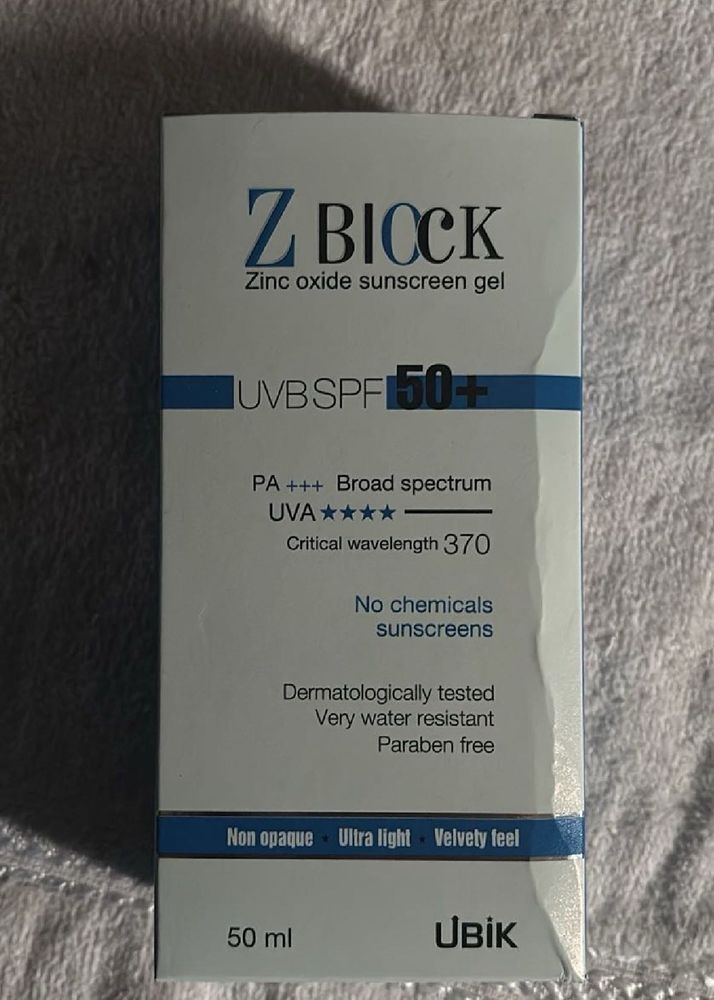 Z BlOCK
Zinc oxide sunscreen gel
UVB SPF 50+
PA +++ Broad spectrum
UVA ★★★★
Critical wavelength 370
No chemicals
sunscreens
Dermatologically tested
Very water resistant
Paraben free
Non opaque • Ultra light • Velvety feel
50 ml UBIK